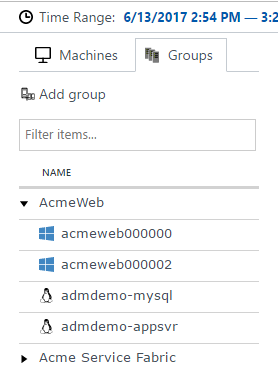 Time Range: 6/13/2017 2:54 PM — 3:2
Machines Groups
Add group
Filter items...
NAME
AcmeWeb
acmeweb000000
acmeweb000002
admdemo-mysql
admdemo-appsvr
Acme Service Fabric